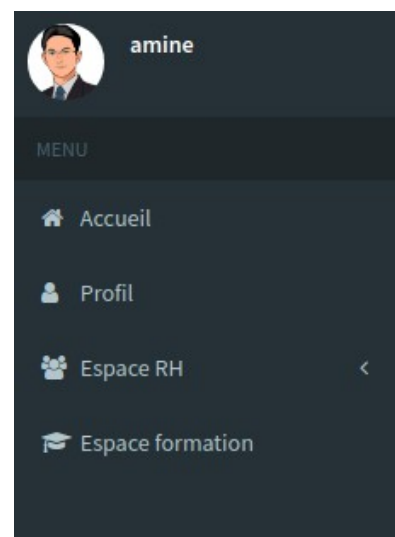 amine
MENU
Accueil
Profil
Espace RH
Espace formation